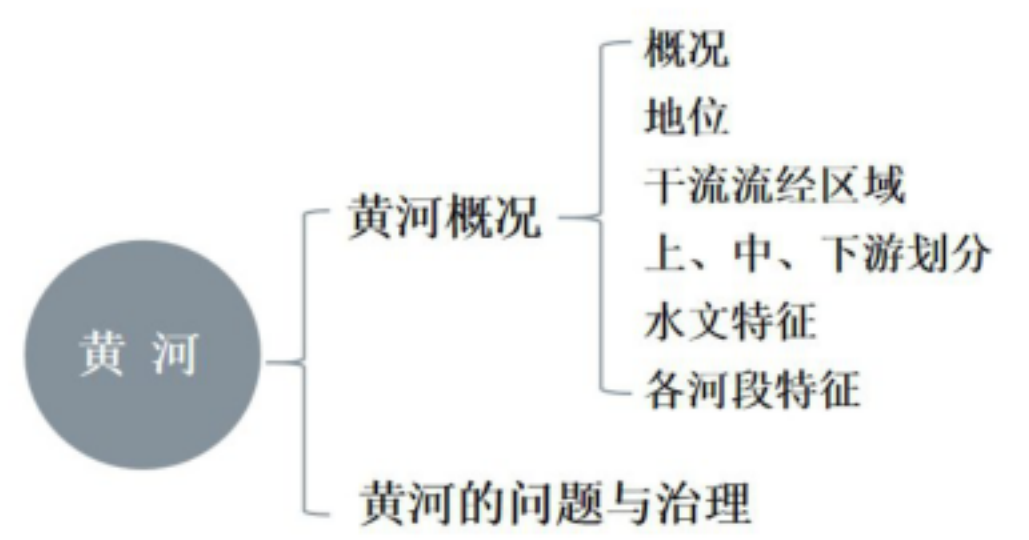 黄河
黄河概况
概况
地位
干流流经区域
上、中、下游划分
水文特征
各河段特征
黄河的问题与治理